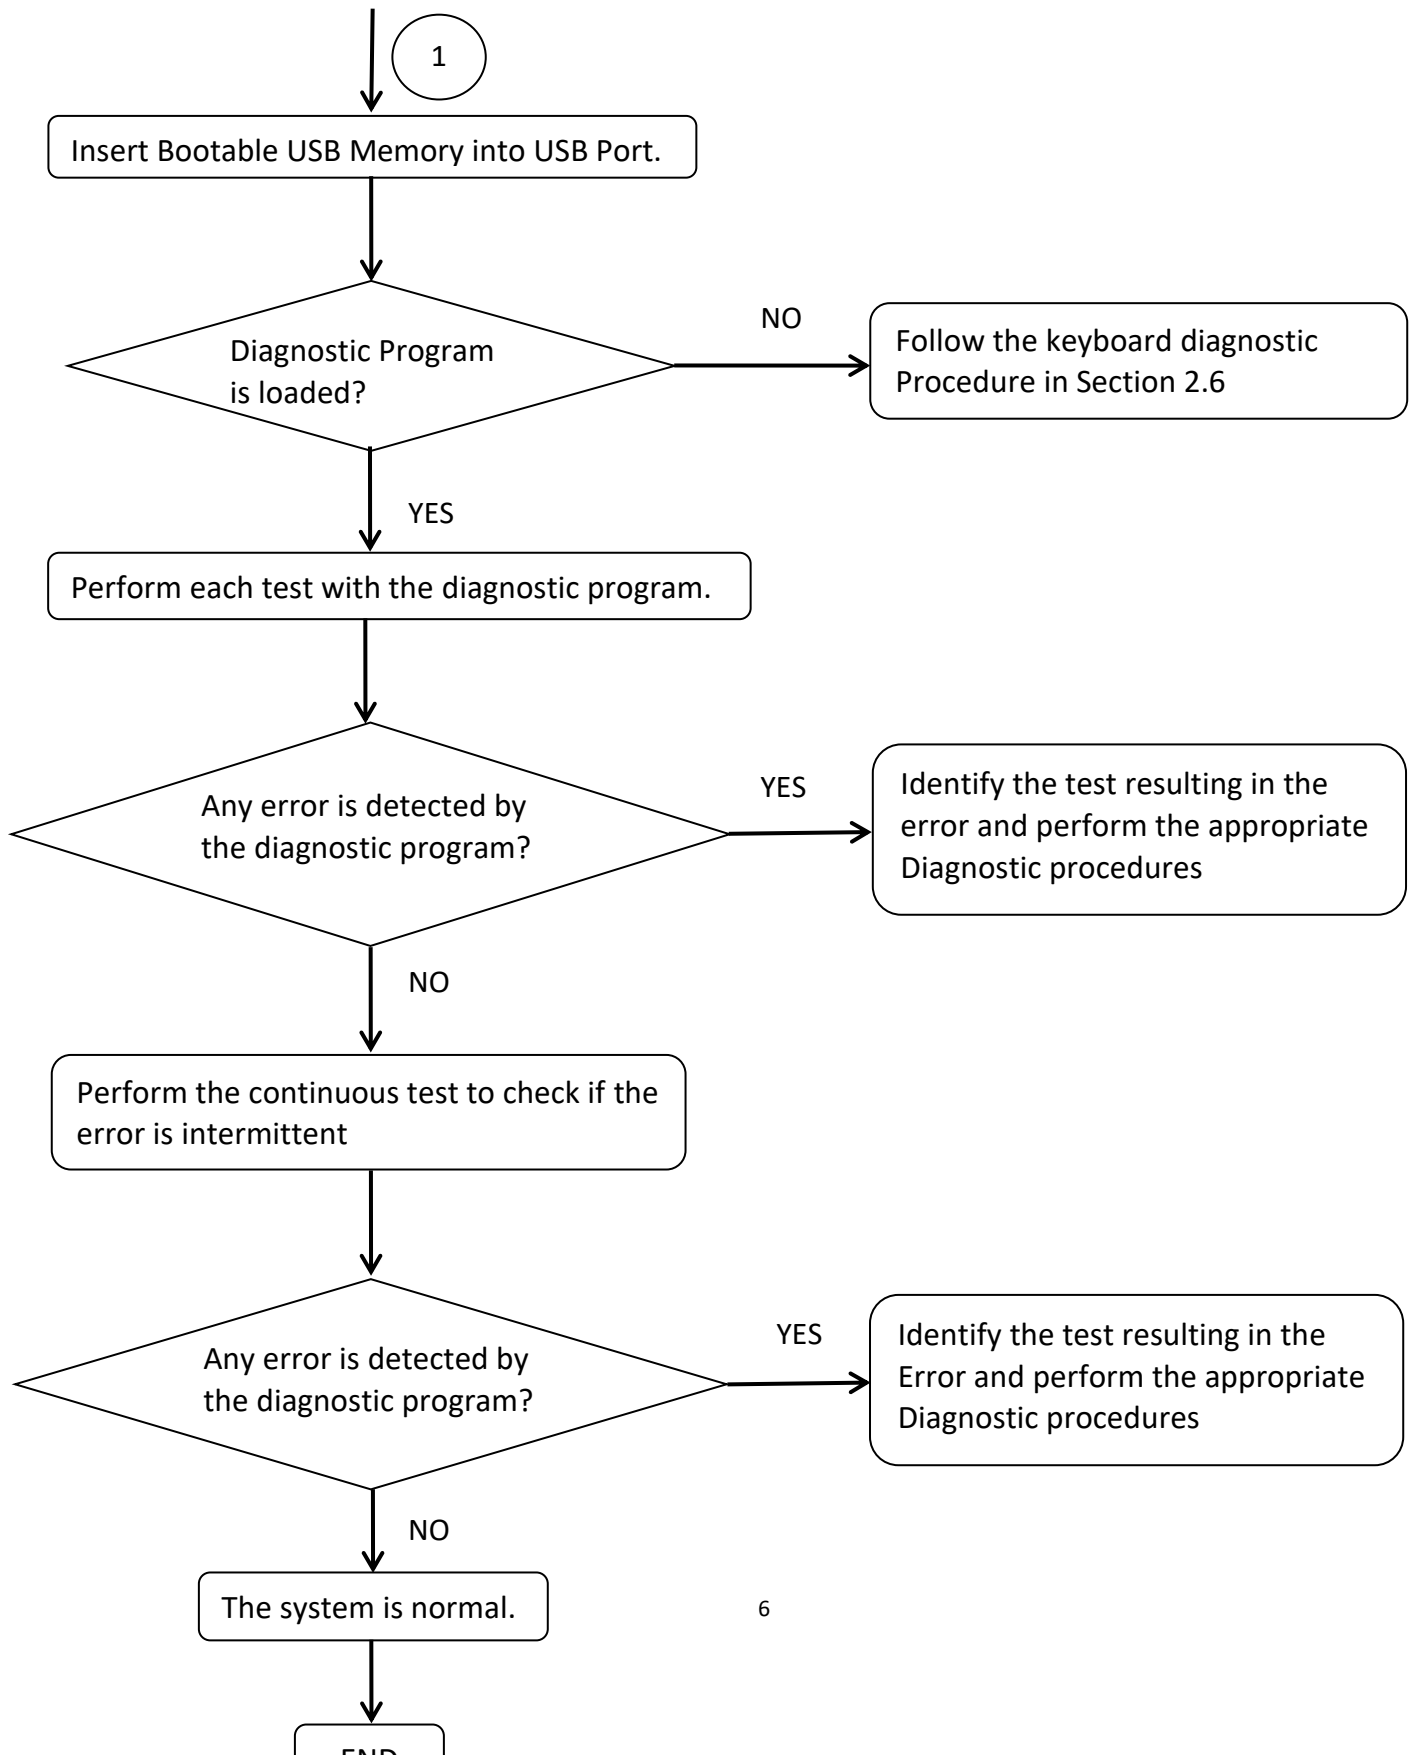 1
Insert Bootable USB Memory into USB Port.
NO
Diagnostic Program
is loaded?
Follow the keyboard diagnostic
Procedure in Section 2.6
YES
Perform each test with the diagnostic program.
Any error is detected by
the diagnostic program?
YES
Identify the test resulting in the
error and perform the appropriate
Diagnostic procedures
NO
Perform the continuous test to check if the
error is intermittent
Any error is detected by
the diagnostic program?
YES
Identify the test resulting in the
Error and perform the appropriate
Diagnostic procedures
NO
The system is normal.
6
END